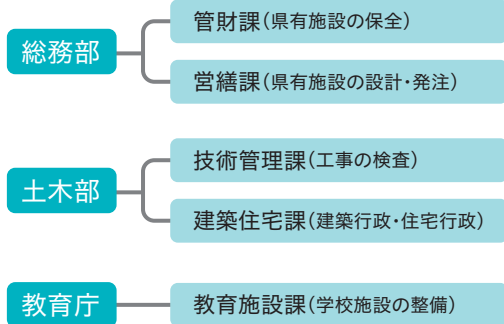 総務部
管財課(県有施設の保全)
営繕課(県有施設の設計・発注)
土木部
技術管理課(工事の検査)
建築住宅課(建築行政・住宅行政)
教育庁
教育施設課(学校施設の整備)